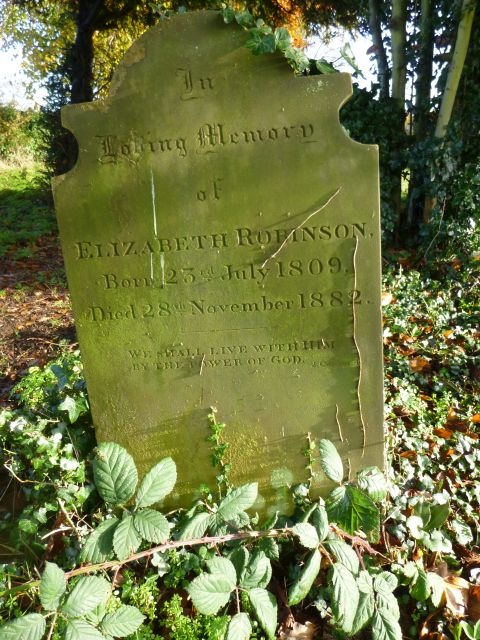 In
Loving Memory
of
ELIZABETH ROBINSON.
Born 23rd July 1809.
Died 28th November 1882.
WE SHALL LIVE WITH HIM
BY THE POWER OF GOD.